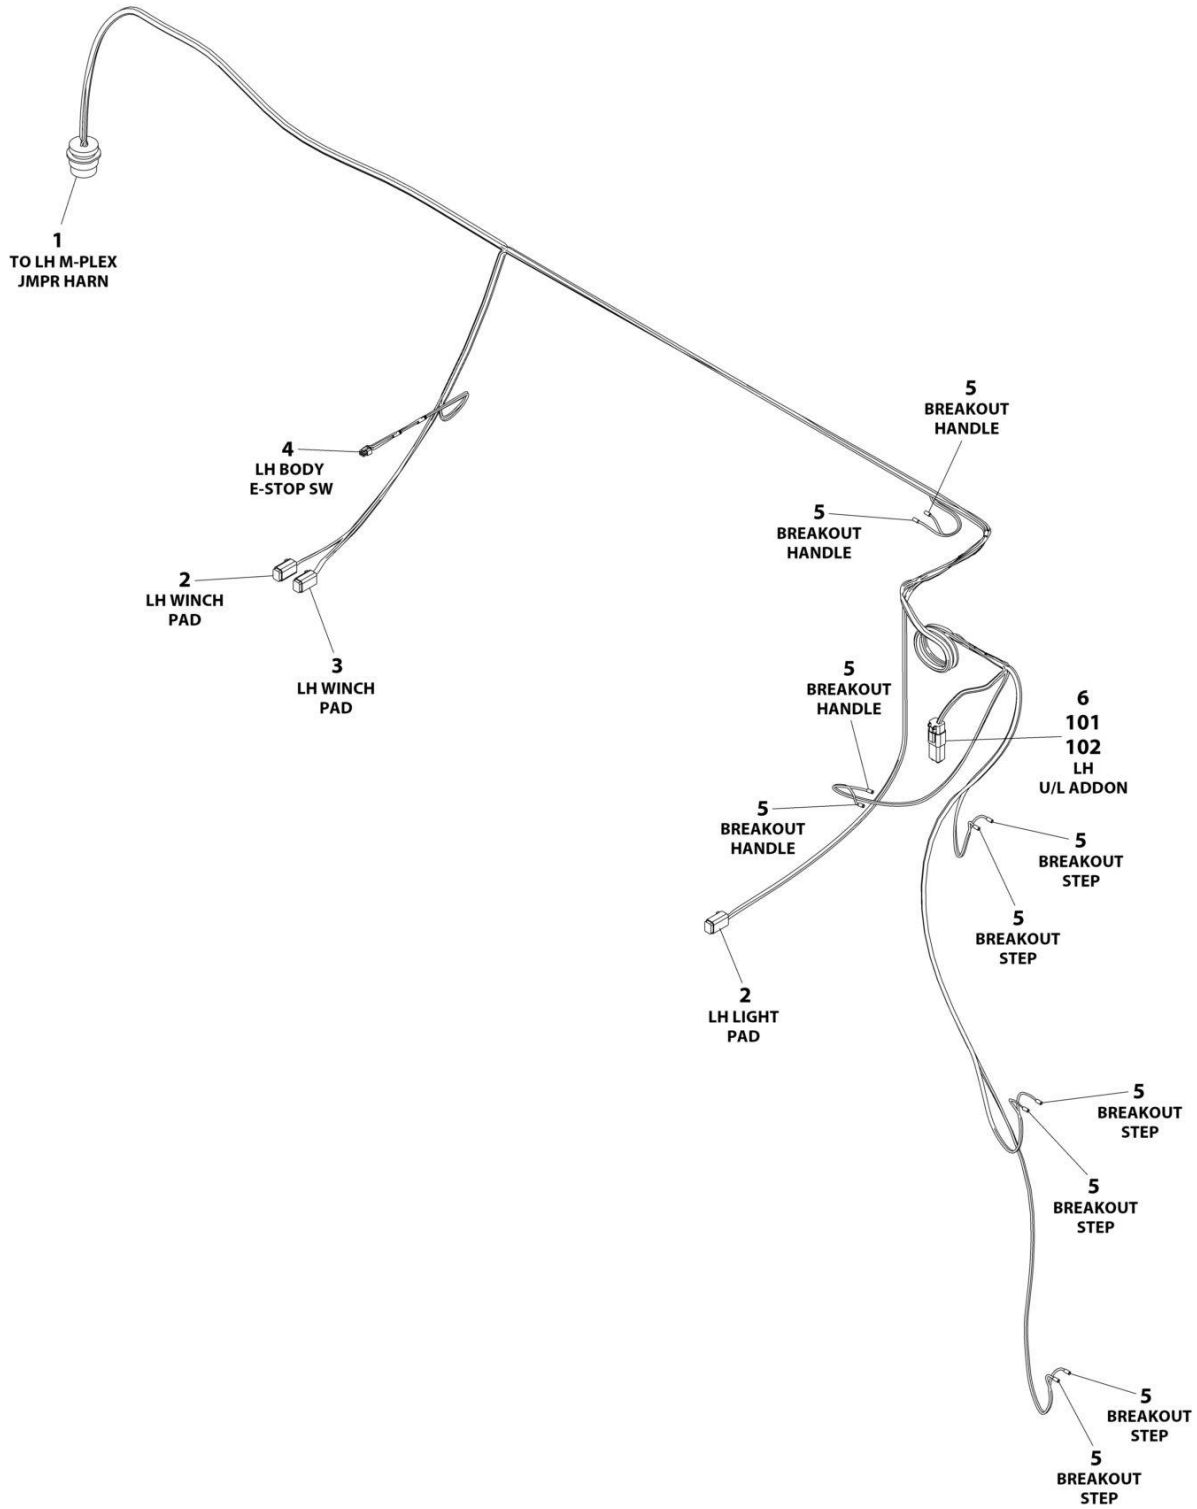 1
TO LH M-PLEX
JMPR HARN
5
BREAKOUT
HANDLE
4
LH BODY
E-STOP SW
5
BREAKOUT
HANDLE
2
LH WINCH
PAD
3
LH WINCH
PAD
5
BREAKOUT
HANDLE
6
101
102
LH
U/L ADDON
5
BREAKOUT
HANDLE
5
BREAKOUT
STEP
5
BREAKOUT
STEP
2
LH LIGHT
PAD
5
BREAKOUT
STEP
5
BREAKOUT
STEP
5
BREAKOUT
STEP
5
BREAKOUT
STEP